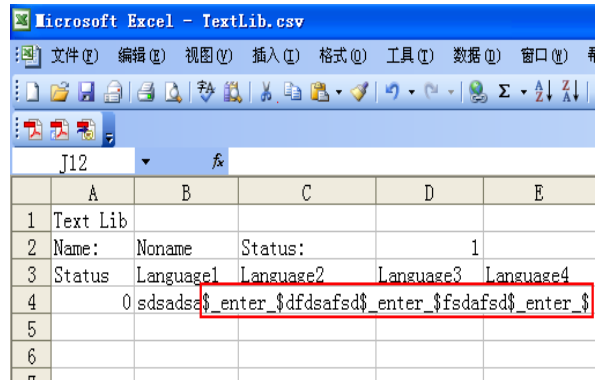 Microsoft Excel - TextLib.csv
文件(F) 编辑(E) 视图(V) 插入(I) 格式(O) 工具(T) 数据(D) 窗口(W)
J12 fx
A B C D E
1 Text Lib
2 Name: Noname Status: 1
3 Status Language1 Language2 Language3 Language4
4 0 sdsadsa$_enter_$dfdsafsd$_enter_$fsdafsd$_enter_$
5
6